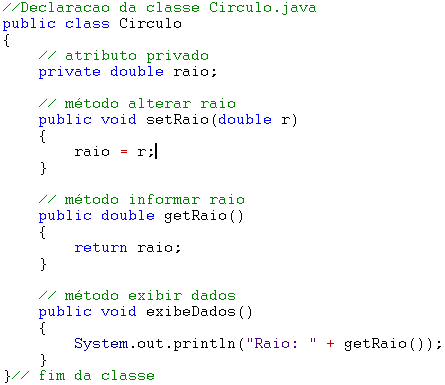 //Declaracao da classe Circulo.java
public class Circulo
{
    // atributo privado
    private double raio;

    // método alterar raio
    public void setRaio(double r)
    {
        raio = r;
    }

    // método informar raio
    public double getRaio()
    {
        return raio;
    }

    // método exibir dados
    public void exibeDados()
    {
        System.out.println("Raio: " + getRaio());
    }
}// fim da classe